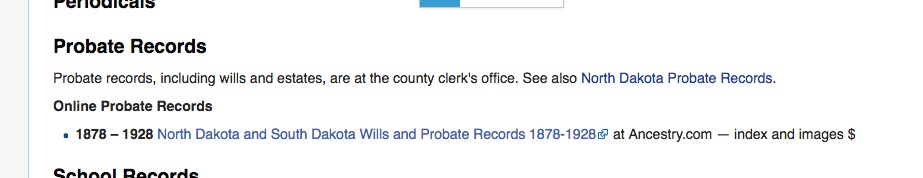 Periodicals
Probate Records
Probate records, including wills and estates, are at the county clerk's office. See also North Dakota Probate Records.
Online Probate Records
• 1878 – 1928 North Dakota and South Dakota Wills and Probate Records 1878-1928 at Ancestry.com — index and images $
School Records